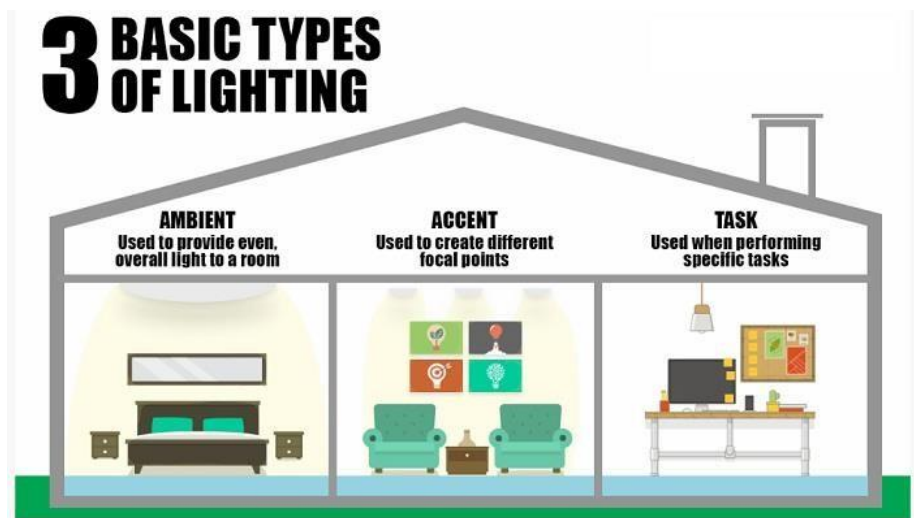 3 BASIC TYPES
OF LIGHTING
AMBIENT
Used to provide even,
overall light to a room
ACCENT
Used to create different
focal points
TASK
Used when performing
specific tasks